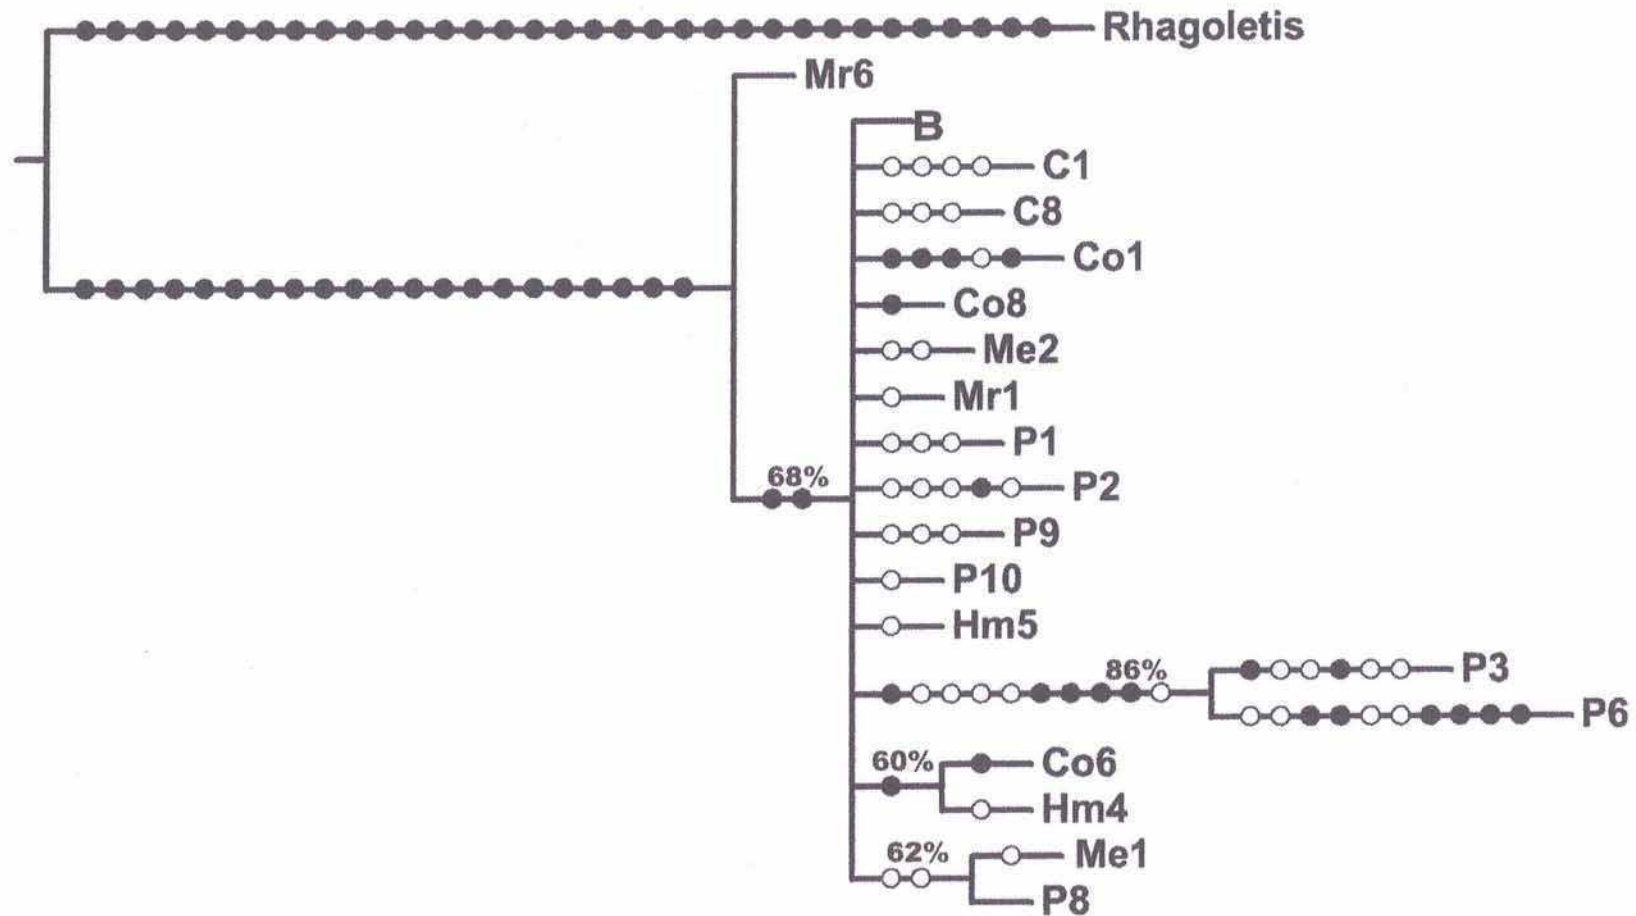 Rhagoletis
Mr6
B
C1
C8
Co1
Co8
Me2
Mr1
P1
68%
P2
P9
P10
Hm5
86%
P3
P6
60%
Co6
Hm4
62%
Me1
P8